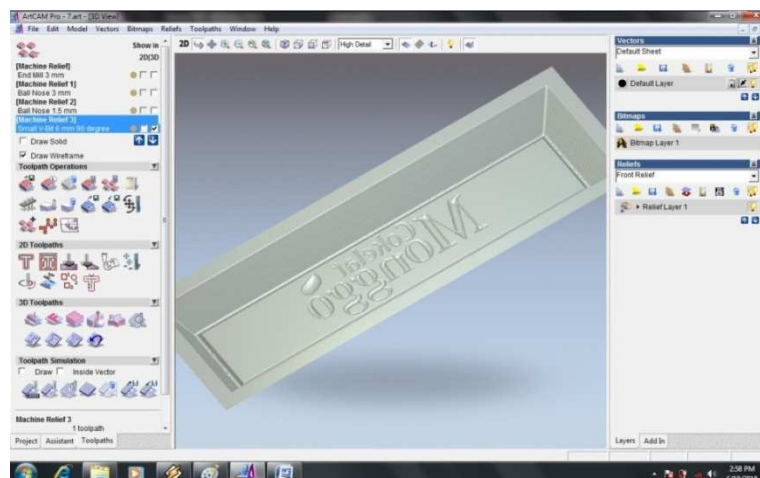 ArtCAM Pro - 7.art - [3D View]
File Edit Model Vectors Bitmaps Reliefs Toolpaths Window Help
Show in
2D|3D
[Machine Relief]
End Mill 3 mm
[Machine Relief 1]
Ball Nose 3 mm
[Machine Relief 2]
Ball Nose 1.5 mm
[Machine Relief 3]
Small V-Bit 6 mm 90 degree
Draw Solid
Draw Wireframe
Toolpath Operations
2D Toolpaths
3D Toolpaths
Toolpath Simulation
Draw Inside Vector
Machine Relief 3
1 toolpath
Project Assistant Toolpaths
2D High Detail
Cokelat
Monggo
Vectors
Default Sheet
Default Layer
Bitmaps
Bitmap Layer 1
Reliefs
Front Relief
Relief Layer 1
Layers Add In
2:58 PM